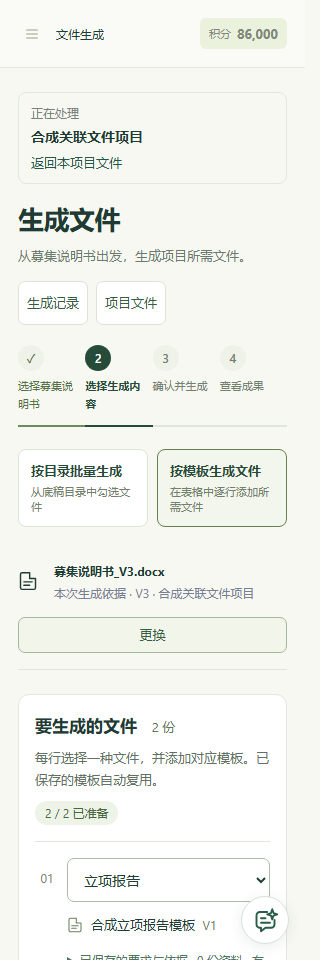 文件生成
积分 86,000
正在处理
合成关联文件项目
返回本项目文件
生成文件
从募集说明书出发，生成项目所需文件。
生成记录
项目文件
✓ 2 3 4
选择募集说明书
选择生成内容
确认并生成
查看成果
按目录批量生成
从底稿目录中勾选文件
按模板生成文件
在表格中逐行添加所需文件
募集说明书_V3.docx
本次生成依据 · V3 · 合成关联文件项目
更换
要生成的文件 2 份
每行选择一种文件，并添加对应模板。已
保存的模板自动复用。
2 / 2 已准备
01 立项报告
合成立项报告模板 V1